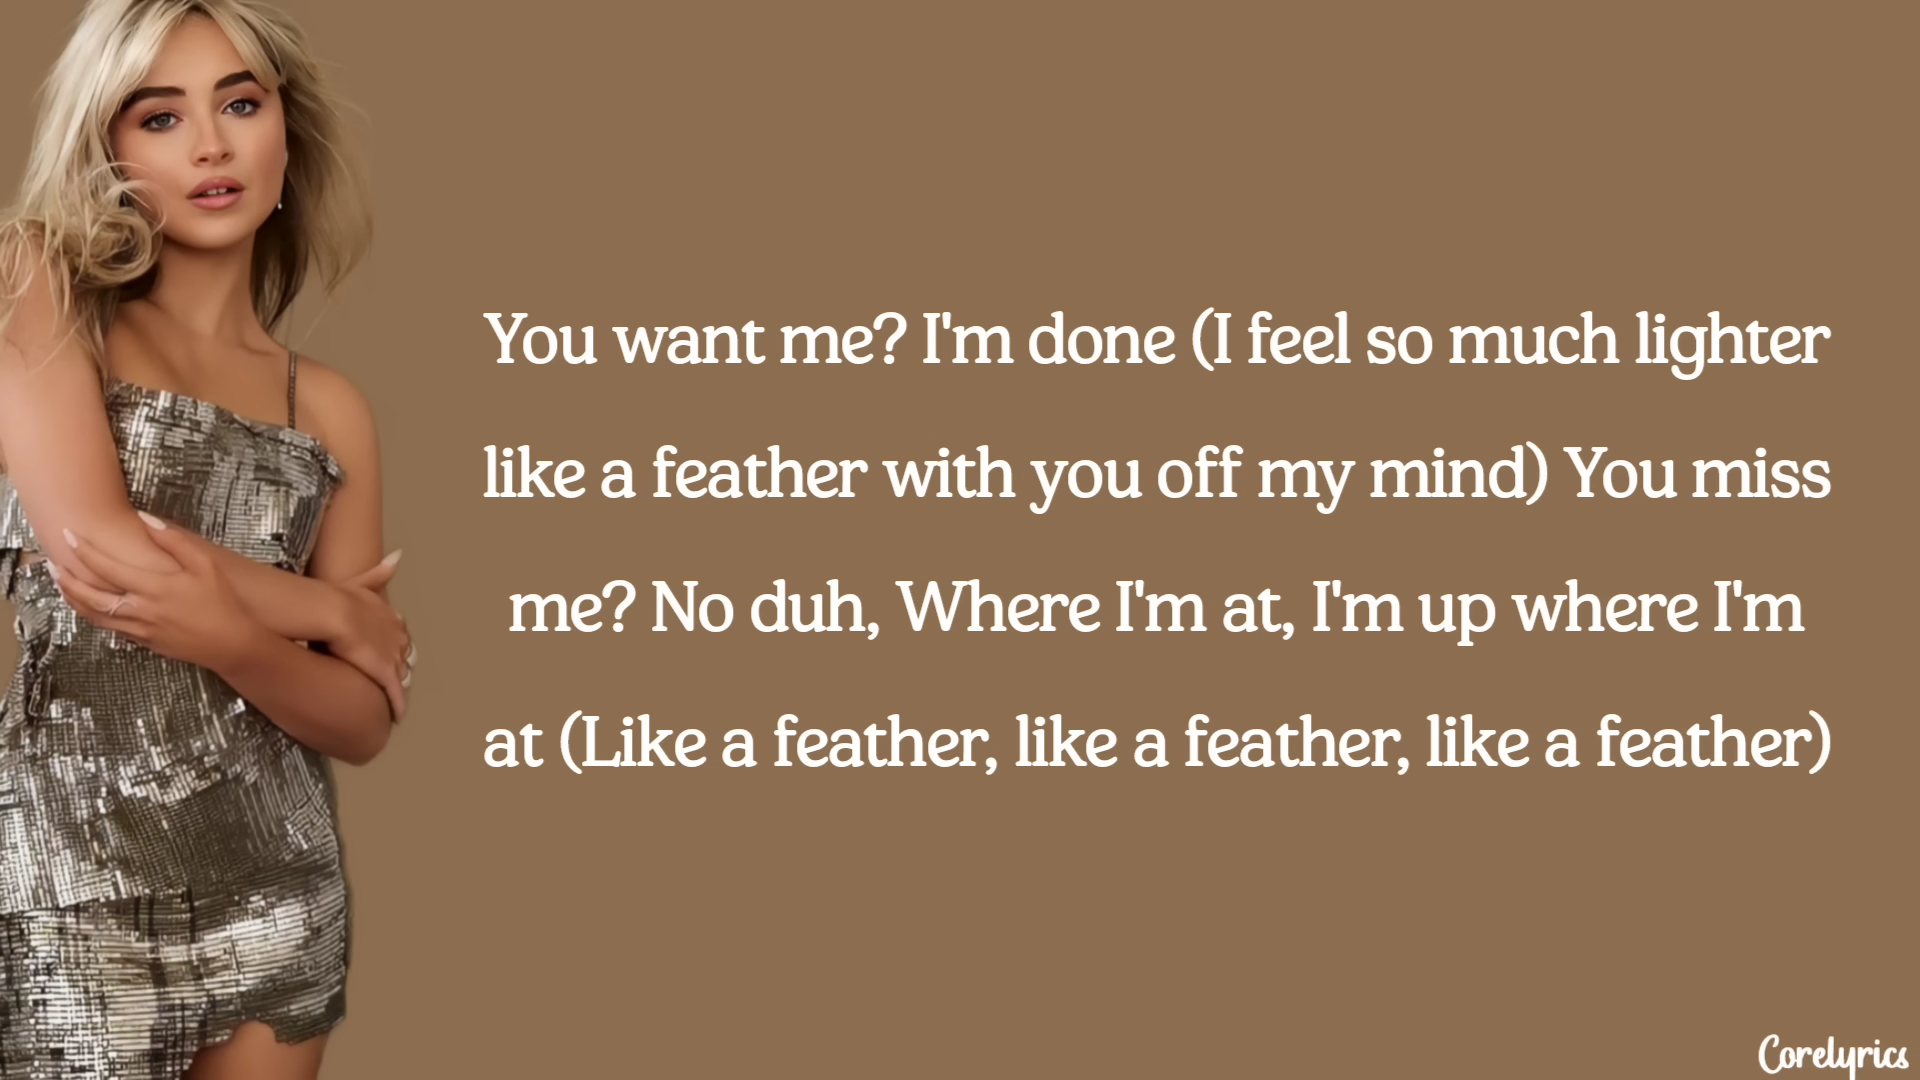 You want me? I'm done (I feel so much lighter
like a feather with you off my mind) You miss
me? No duh, Where I'm at, I'm up where I'm
at (Like a feather, like a feather, like a feather)
Corelyrics